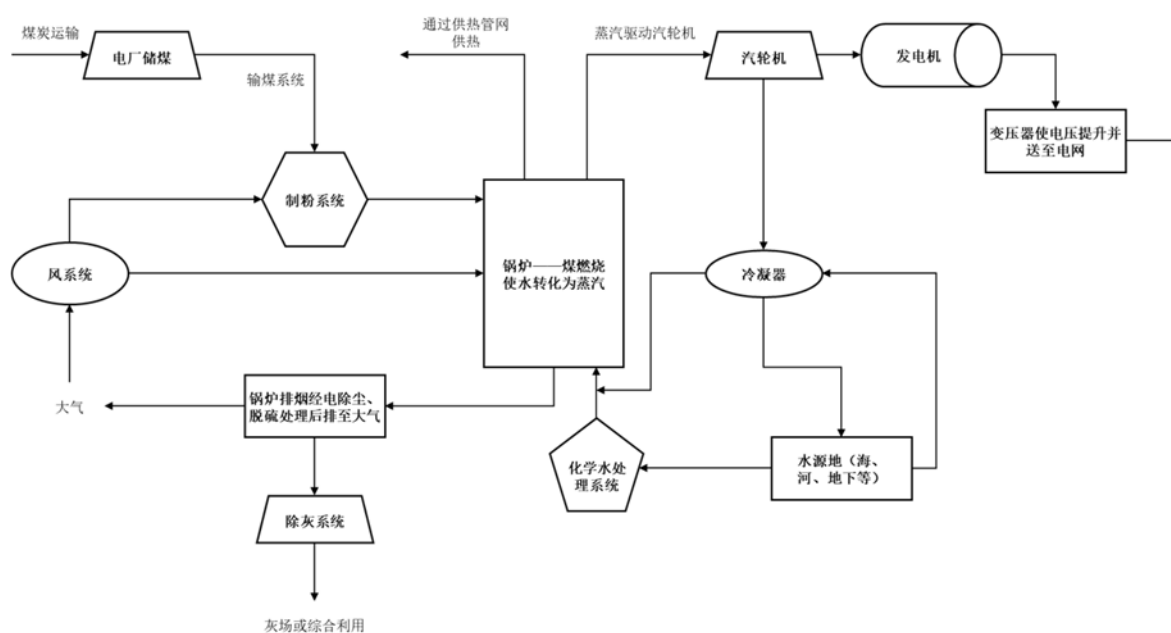 煤炭运输
电厂储煤
输煤系统
通过供热管网
供热
蒸汽驱动汽轮机
汽轮机
发电机
变压器使电压提升并
送至电网
制粉系统
风系统
锅炉——煤燃烧
使水转化为蒸汽
冷凝器
大气
锅炉排烟经电除尘、
脱硫处理后排至大气
化学水处
理系统
水源地（海、
河、地下等）
除灰系统
灰场或综合利用